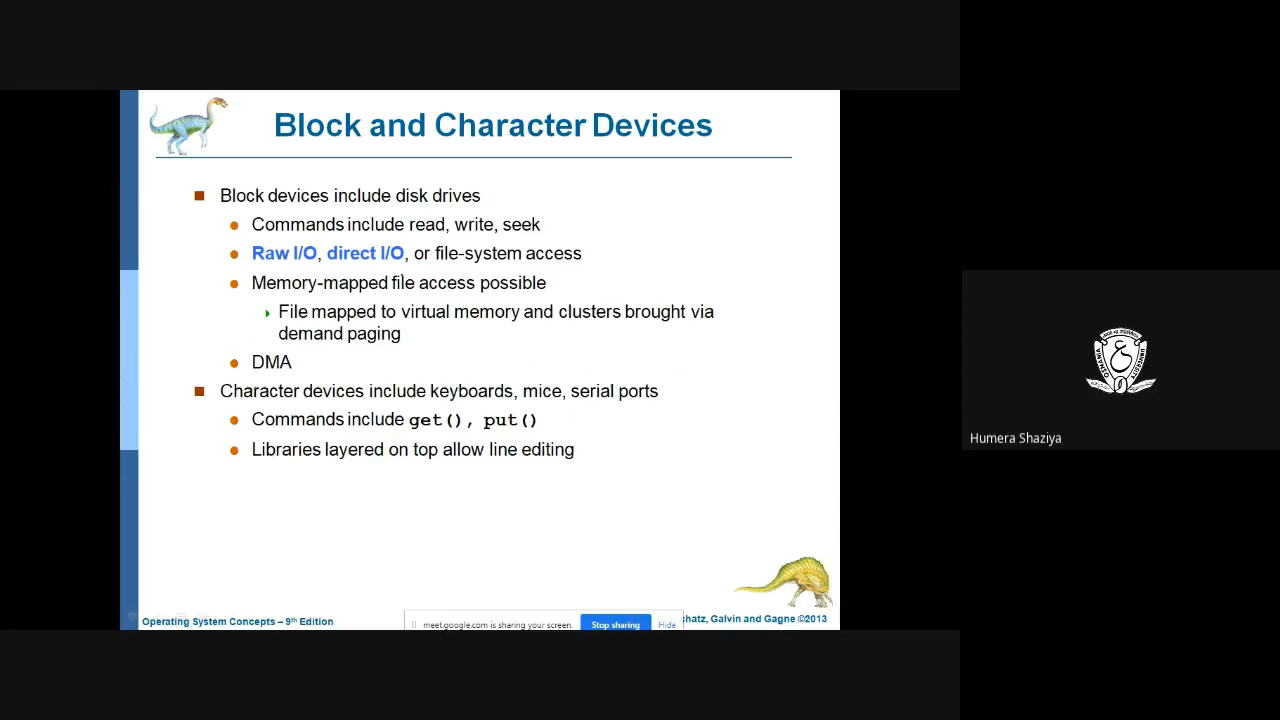 Block and Character Devices
Block devices include disk drives
Commands include read, write, seek
Raw I/O, direct I/O, or file-system access
Memory-mapped file access possible
File mapped to virtual memory and clusters brought via
demand paging
DMA
Character devices include keyboards, mice, serial ports
Commands include get(), put()
Libraries layered on top allow line editing
Operating System Concepts – 9th Edition
meet.google.com is sharing your screen.
Stop sharing
Hide
Galvin and Gagne ©2013
Humera Shaziya